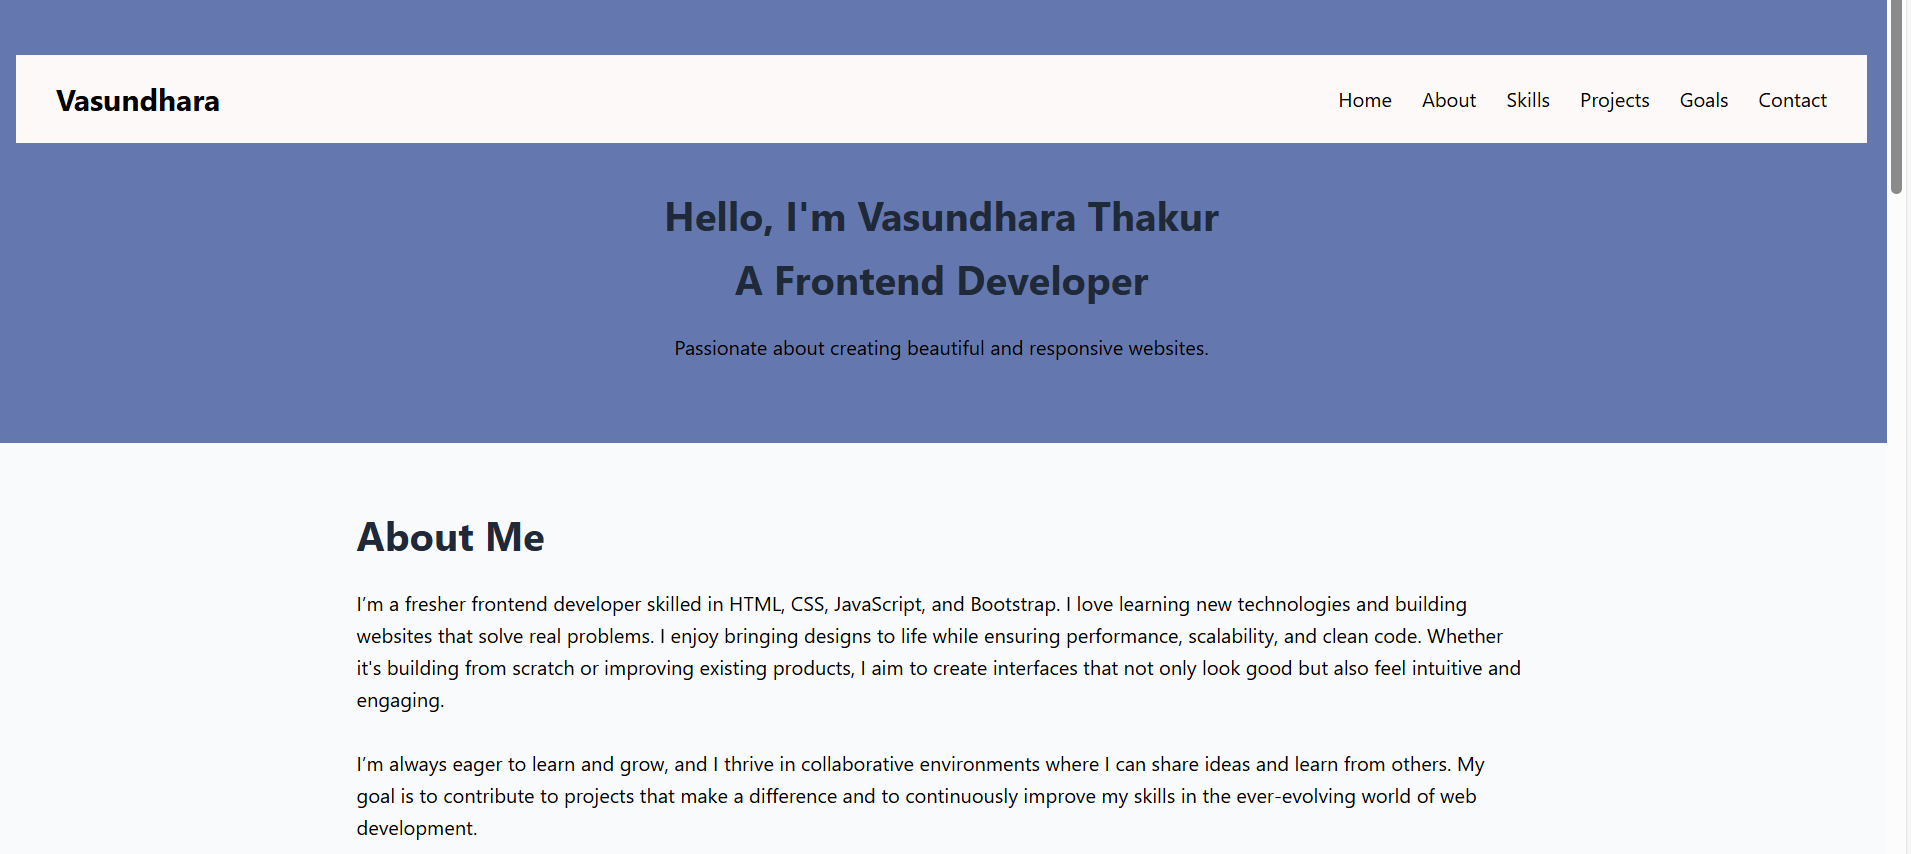 Vasundhara
Home About Skills Projects Goals Contact
Hello, I'm Vasundhara Thakur
A Frontend Developer
Passionate about creating beautiful and responsive websites.
About Me
I’m a fresher frontend developer skilled in HTML, CSS, JavaScript, and Bootstrap. I love learning new technologies and building
websites that solve real problems. I enjoy bringing designs to life while ensuring performance, scalability, and clean code. Whether
it's building from scratch or improving existing products, I aim to create interfaces that not only look good but also feel intuitive and
engaging.
I’m always eager to learn and grow, and I thrive in collaborative environments where I can share ideas and learn from others. My
goal is to contribute to projects that make a difference and to continuously improve my skills in the ever-evolving world of web
development.